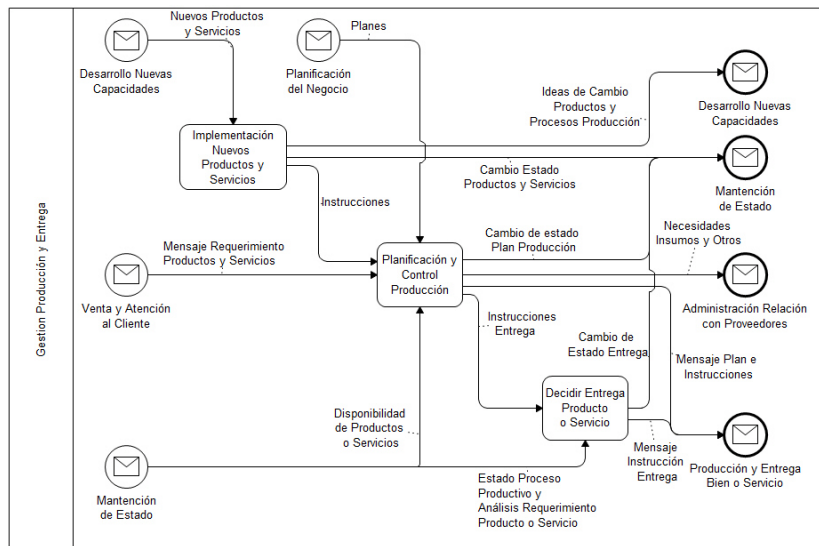 Gestion Producción y Entrega
Nuevos Productos
y Servicios
Planes
Desarrollo Nuevas
Capacidades
Planificación
del Negocio
Ideas de Cambio
Productos y
Procesos Producción
Desarrollo Nuevas
Capacidades
Implementación
Nuevos
Productos y
Servicios
Cambio Estado
Productos y Servicios
Mantención
de Estado
Instrucciones
Mensaje Requerimiento
Productos y Servicios
Cambio de estado
Plan Producción
Necesidades
Insumos y Otros
Planificación y
Control
Producción
Venta y Atención
al Cliente
Administración Relación
con Proveedores
Instrucciones
Entrega
Cambio de
Estado Entrega
Mensaje Plan e
Instrucciones
Decidir Entrega
Producto
o Servicio
Disponibilidad
de Productos
o Servicios
Mensaje
Instrucción
Entrega
Producción y Entrega
Bien o Servicio
Mantención
de Estado
Estado Proceso
Productivo y
Análisis Requerimiento
Producto o Servicio